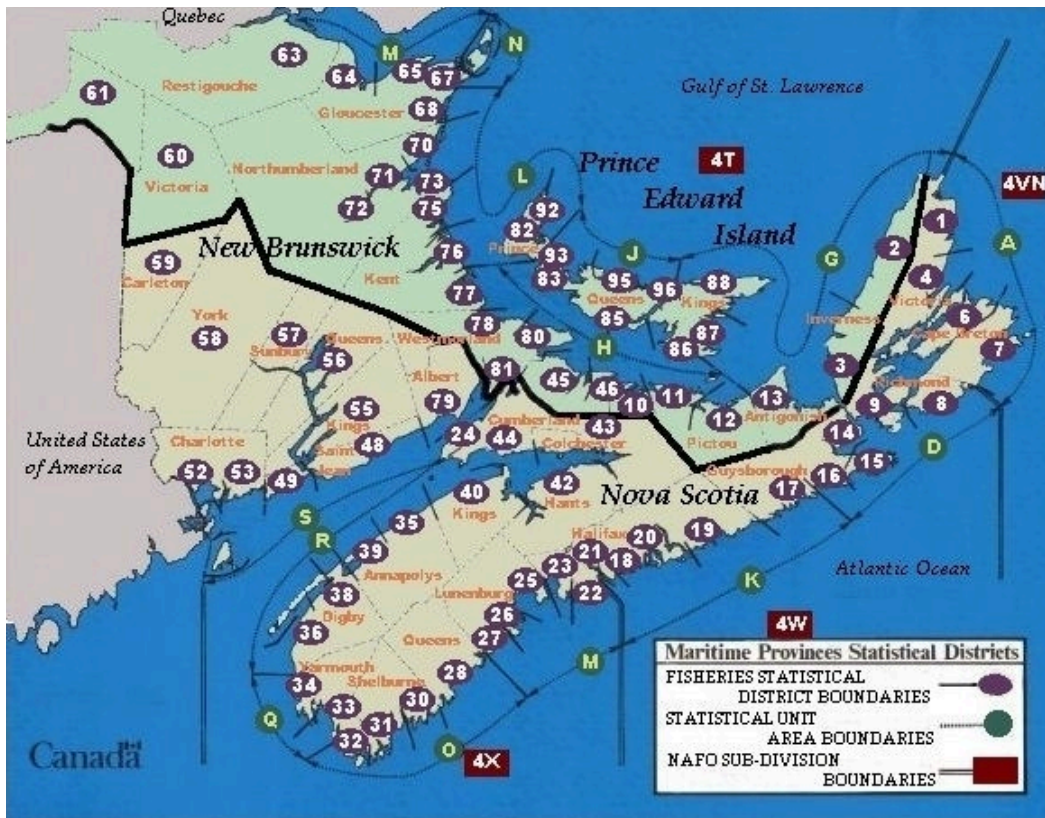 Quebec
M
N
63
64
65
67
61
Restigouche
Gloucester
68
Gulf of St. Lawrence
60
Victoria
Northumberland
70
71
73
72
75
L
92
82
Prince
93
83
Prince
Edward
Island
4T
4VN
1
2
G
A
4
Victoria
New Brunswick
59
Carleton
Kent
76
77
J
95
96
88
Queens
Kings
85
87
86
Inverness
6
Cape Breton
7
York
58
57
Sunbury
Queens
56
Westmorland
78
80
H
81
Albert
79
45
46
10
11
12
13
Antigonish
3
Richmond
9
8
55
Kings
Saint
Jean
48
24
44
Cumberland
43
Colchester
Pictou
14
15
D
United States
of America
Charlotte
52
53
49
Guysborough
16
17
Nova Scotia
40
Kings
42
Hants
S
R
35
39
Annapolys
38
Digby
36
Halifax
21
20
19
18
23
22
25
Lunenburg
26
27
Queens
K
Atlantic Ocean
4W
M
Yarmouth
34
Shelburne
33
28
30
31
32
Q
O
4X
Canada
Maritime Provinces Statistical Districts
FISHERIES STATISTICAL
DISTRICT BOUNDARIES
STATISTICAL UNIT
AREA BOUNDARIES
NAFO SUB-DIVISION
BOUNDARIES